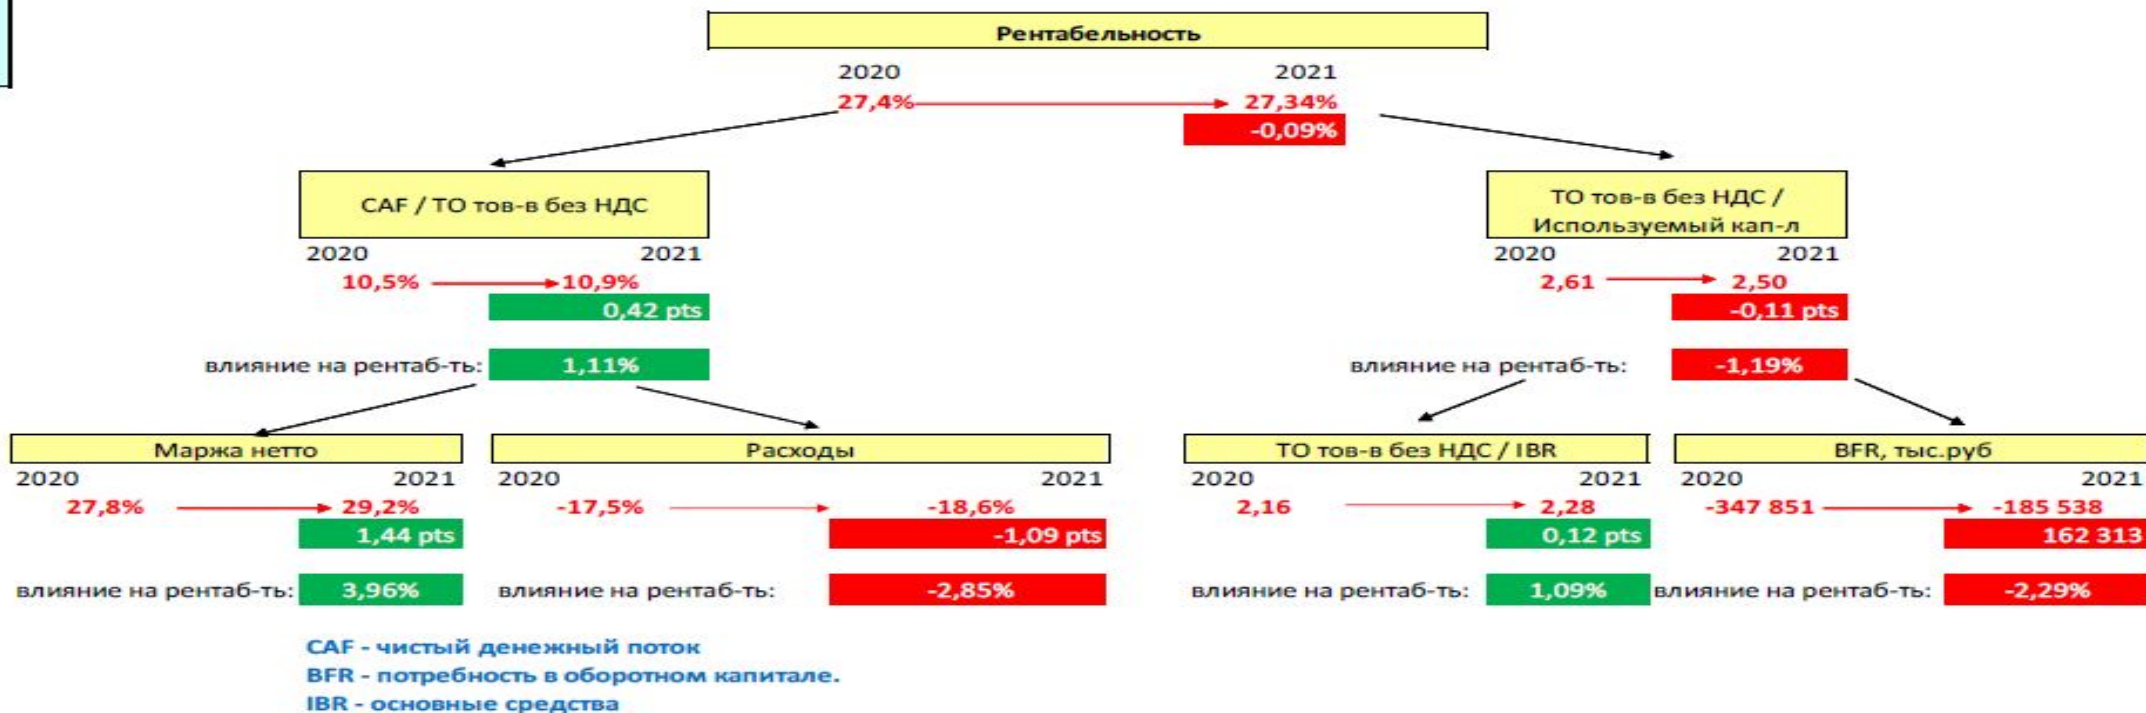 Рентабельность
2020 2021
27,4% 27,34%
-0,09%
CAF / ТО тов-в без НДС
2020 2021
10,5% 10,9%
0,42 pts
влияние на рентаб-ть: 1,11%
ТО тов-в без НДС /
Используемый кап-л
2020 2021
2,61 2,50
-0,11 pts
влияние на рентаб-ть: -1,19%
Маржа нетто
2020 2021
27,8% 29,2%
1,44 pts
влияние на рентаб-ть: 3,96%
Расходы
2020 2021
-17,5% -18,6%
-1,09 pts
влияние на рентаб-ть: -2,85%
ТО тов-в без НДС / IBR
2020 2021
2,16 2,28
0,12 pts
влияние на рентаб-ть: 1,09%
BFR, тыс.руб
2020 2021
-347 851 -185 538
162 313
влияние на рентаб-ть: -2,29%
CAF - чистый денежный поток
BFR - потребность в оборотном капитале.
IBR - основные средства